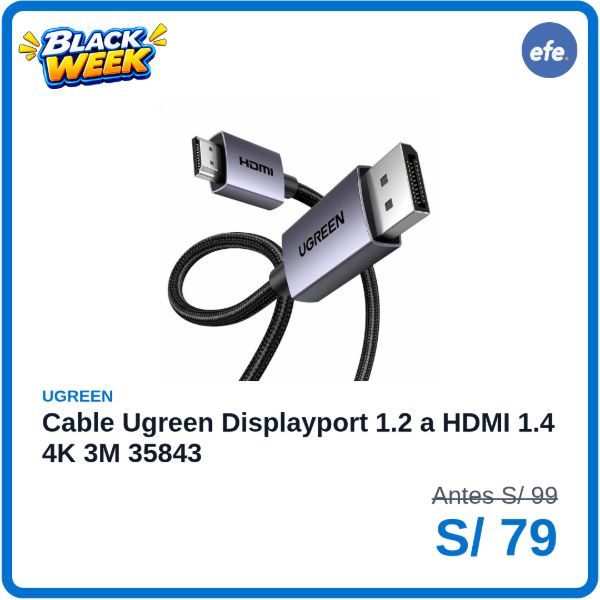 BLACK
WEEK
efe.
HDMI
UGREEN
UGREEN
Cable Ugreen Displayport 1.2 a HDMI 1.4
4K 3M 35843
Antes S/ 99
S/ 79